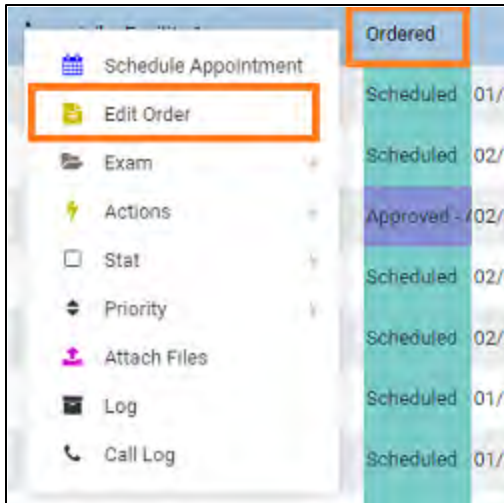 Ordered
Schedule Appointment
Scheduled 01/
Edit Order
Scheduled 02/
Exam
Actions
Approved - 02/
Stat
Scheduled 02/
Priority
Scheduled 02/
Attach Files
Log
Scheduled 01/
Call Log
Scheduled 01/